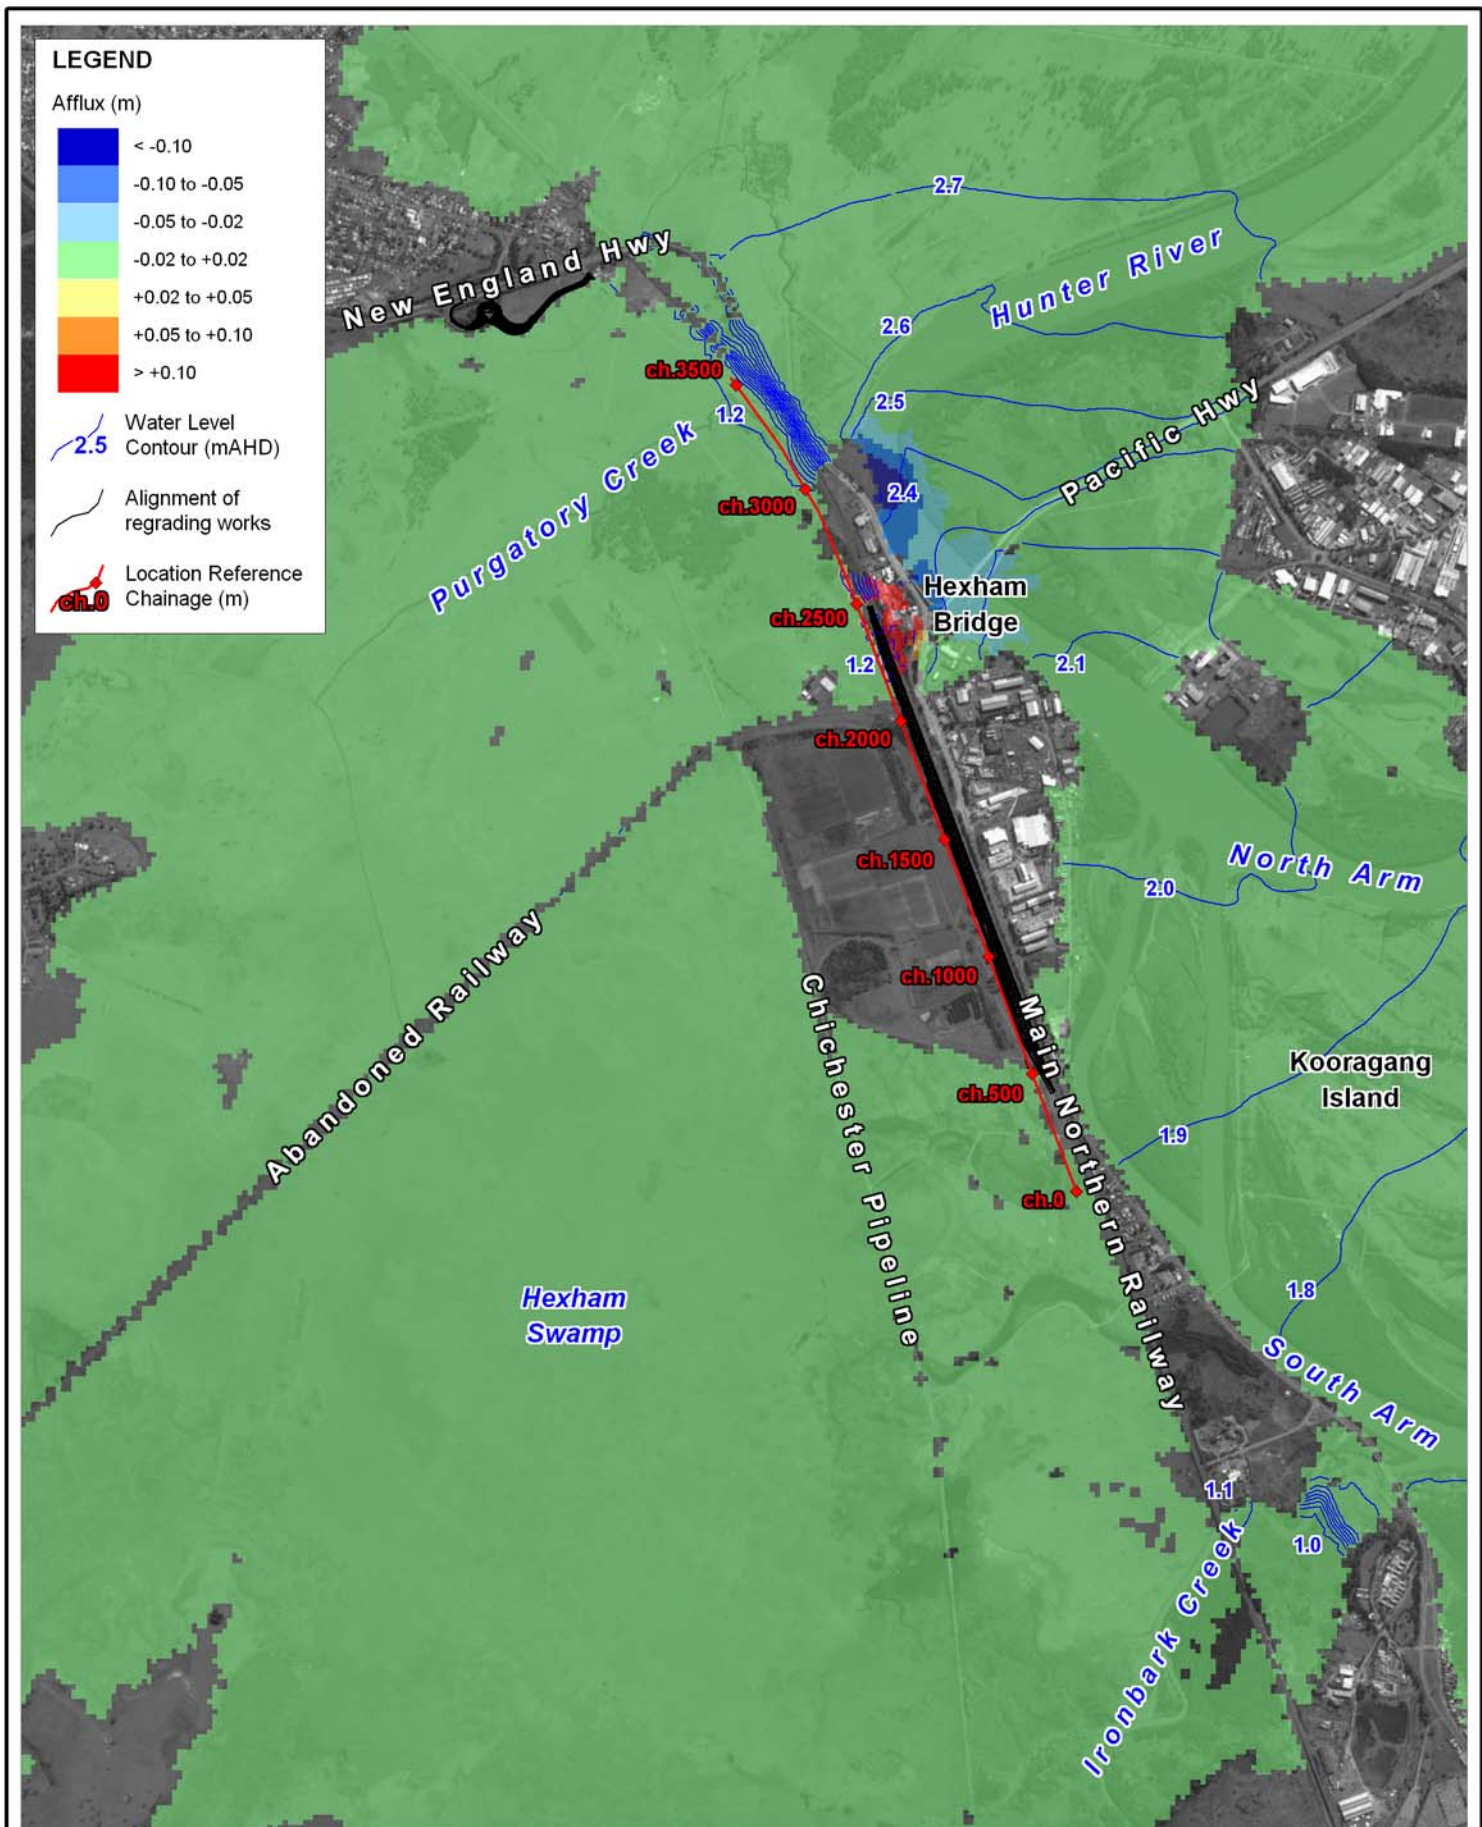 LEGEND
Afflux (m)
< -0.10
-0.10 to -0.05
-0.05 to -0.02
-0.02 to +0.02
+0.02 to +0.05
+0.05 to +0.10
> +0.10
2.5
Water Level
Contour (mAHD)
Alignment of
regrading works
ch.0
Location Reference
Chainage (m)
2.7
New England Hwy
Hunter River
2.6
ch.3500
2.5
1.2
Pacific Hwy
Purgatory Creek
2.4
ch.3000
Hexham
Bridge
ch.2500
1.2
2.1
ch.2000
ch.1500
North Arm
2.0
Abandoned Railway
ch.1000
Chichester Pipeline
Main Northern Railway
Kooragang
Island
ch.500
1.9
ch.0
1.8
Hexham
Swamp
South Arm
1.1
1.0
Ironbark Creek